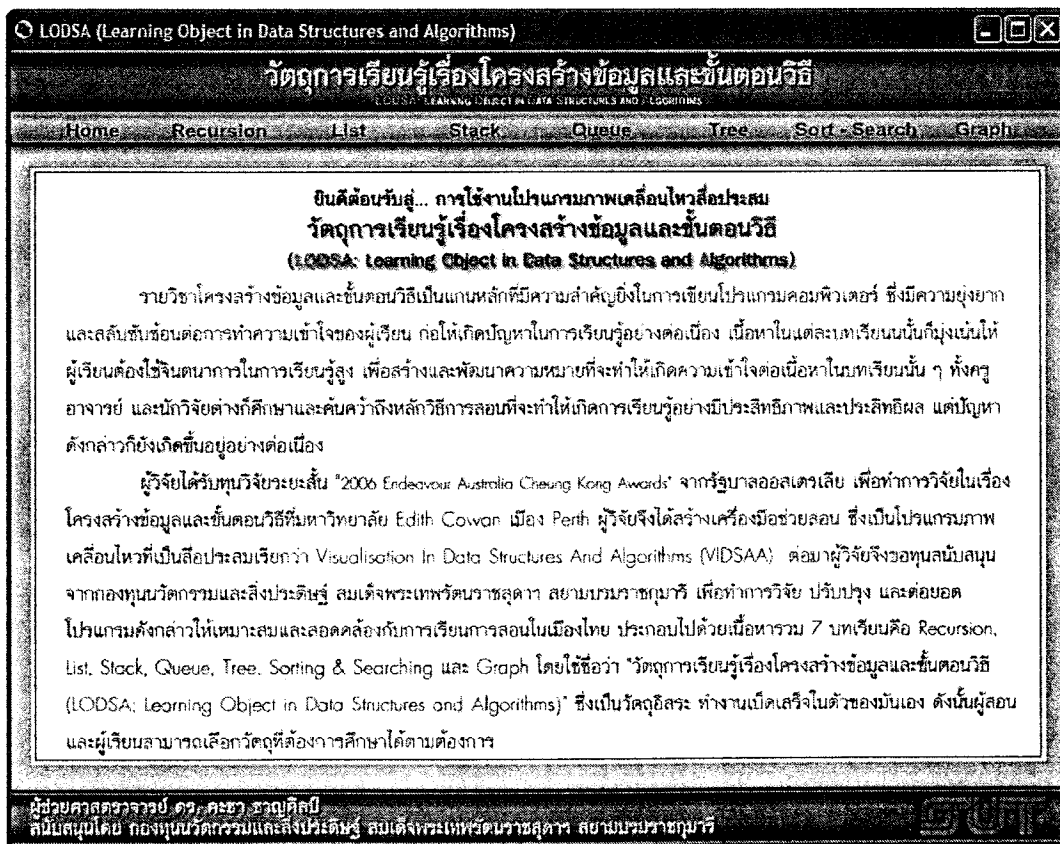 LODSA (Learning Object in Data Structures and Algorithms)
วัตถุการเรียนรู้เรื่องโครงสร้างข้อมูลและขั้นตอนวิธี
LODSA: LEARNING OBJECT IN DATA STRUCTURES AND ALGORITHMS
Home Recursion List Stack Queue Tree Sort - Search Graph
ยินดีต้อนรับสู่... การใช้งานโปรแกรมภาพเคลื่อนไหวสื่อประสม
วัตถุการเรียนรู้เรื่องโครงสร้างข้อมูลและขั้นตอนวิธี
(LODSA: Learning Object in Data Structures and Algorithms)
รายวิชาโครงสร้างข้อมูลและขั้นตอนวิธีเป็นแกนหลักที่มีความสำคัญยิ่งในการเขียนโปรแกรมคอมพิวเตอร์ ซึ่งมีความยุ่งยาก
และสลับซับซ้อนต่อการทำความเข้าใจของผู้เรียน ก่อให้เกิดปัญหาในการเรียนรู้อย่างต่อเนื่อง เนื้อหาในแต่ละบทเรียนนนั้นก็มุ่งเน้นให้
ผู้เรียนต้องใช้จินตนาการในการเรียนรู้สูง เพื่อสร้างและพัฒนาความหมายที่จะทำให้เกิดความเข้าใจต่อเนื้อหาในบทเรียนนั้น ๆ ทั้งครู
อาจารย์ และนักวิจัยต่างก็ศึกษาและค้นคว้าถึงหลักวิธีการสอนที่จะทำให้เกิดการเรียนรู้อย่างมีประสิทธิภาพและประสิทธิผล แต่ปัญหา
ดังกล่าวก็ยังเกิดขึ้นอยู่อย่างต่อเนื่อง
ผู้วิจัยได้รับทุนวิจัยระยะสั้น "2006 Endeavour Australia Cheung Kong Awards" จากรัฐบาลออสเตรเลีย เพื่อทำการวิจัยในเรื่อง
โครงสร้างข้อมูลและขั้นตอนวิธีที่มหาวิทยาลัย Edith Cowan เมือง Perth ผู้วิจัยจึงได้สร้างเครื่องมือช่วยสอน ซึ่งเป็นโปรแกรมภาพ
เคลื่อนไหวที่เป็นสื่อประสมเรียกว่า Visualisation In Data Structures And Algorithms (VIDSAA) ต่อมาผู้วิจัยจึงขอทุนสนับสนุน
จากกองทุนนวัตกรรมและสิ่งประดิษฐ์ สมเด็จพระเทพรัตนราชสุดาฯ สยามบรมราชกุมารี เพื่อทำการวิจัย ปรับปรุง และต่อยอด
โปรแกรมดังกล่าวให้เหมาะสมและสอดคล้องกับการเรียนการสอนในเมืองไทย ประกอบไปด้วยเนื้อหารวม 7 บทเรียนคือ Recursion,
List, Stack, Queue, Tree, Sorting & Searching และ Graph โดยใช้ชื่อว่า "วัตถุการเรียนรู้เรื่องโครงสร้างข้อมูลและขั้นตอนวิธี
(LODSA: Learning Object in Data Structures and Algorithms)" ซึ่งเป็นวัตถุอิสระ ทำงานเบ็ดเสร็จในตัวของมันเอง ดังนั้นผู้สอน
และผู้เรียนสามารถเลือกวัตถุที่ต้องการศึกษาได้ตามต้องการ
ผู้ช่วยศาสตราจารย์ ดร. คะชา ชาญศิลป์
สนับสนุนโดย กองทุนนวัตกรรมและสิ่งประดิษฐ์ สมเด็จพระเทพรัตนราชสุดาฯ สยามบรมราชกุมารี
SUT